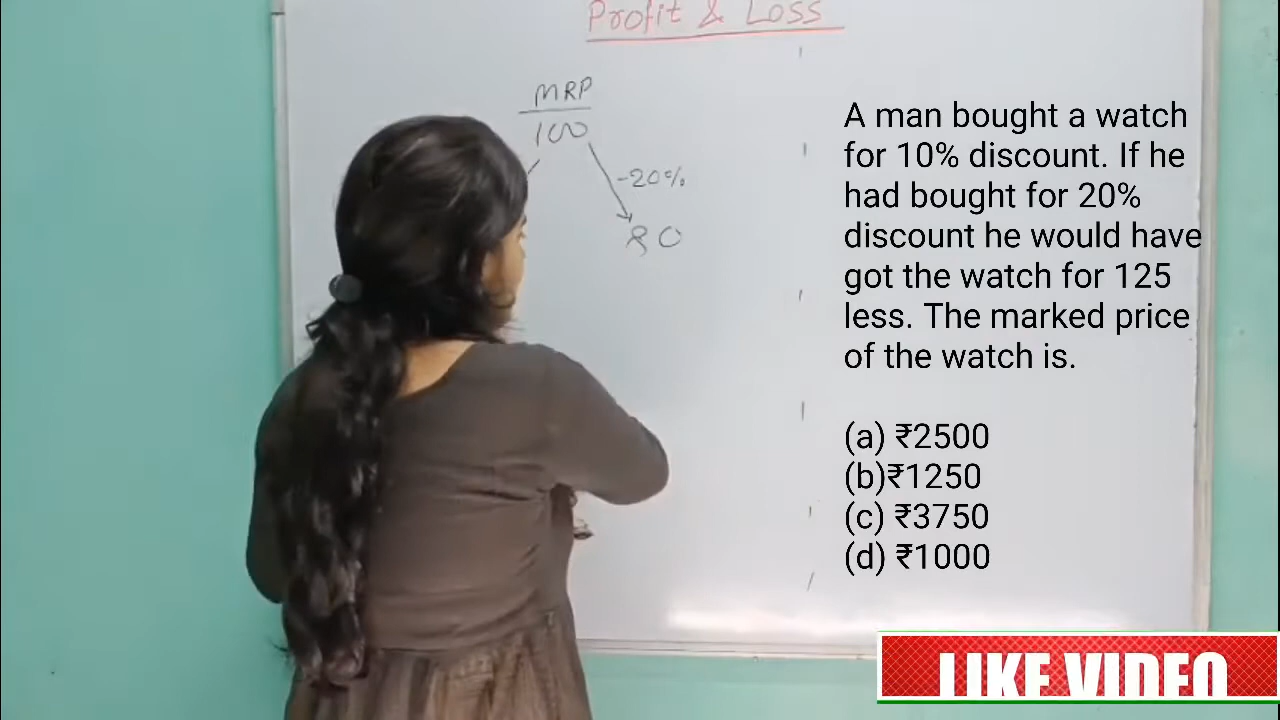 Profit & Loss
MRP
100
-20%
80
A man bought a watch
for 10% discount. If he
had bought for 20%
discount he would have
got the watch for 125
less. The marked price
of the watch is.
(a) ₹2500
(b)₹1250
(c) ₹3750
(d) ₹1000
LIKE VIDEO